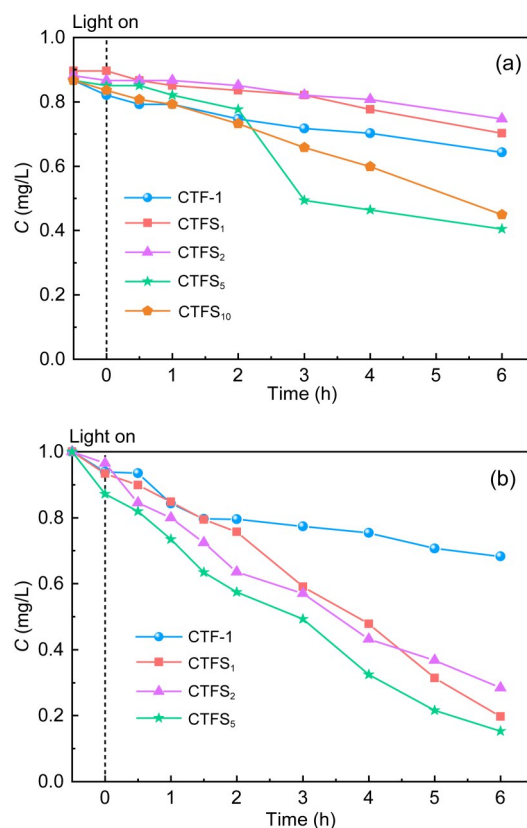 Light on
(a)
1.0
0.8
0.6
0.4
0.2
0.0
C (mg/L)
CTF-1
CTFS₁
CTFS₂
CTFS₅
CTFS₁₀
0 1 2 3 4 5 6
Time (h)
Light on
(b)
1.0
0.8
0.6
0.4
0.2
0.0
C (mg/L)
CTF-1
CTFS₁
CTFS₂
CTFS₅
0 1 2 3 4 5 6
Time (h)